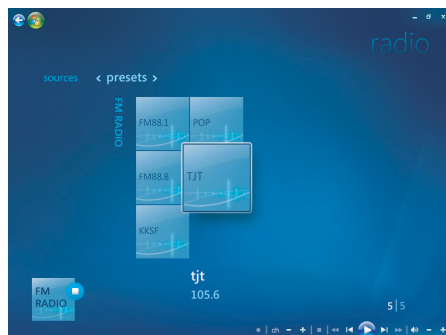 radio
sources
presets
FM RADIO
FM88.1
POP
FM88.8
TJT
KKSF
tjt
105.6
FM
RADIO
5|5
ch